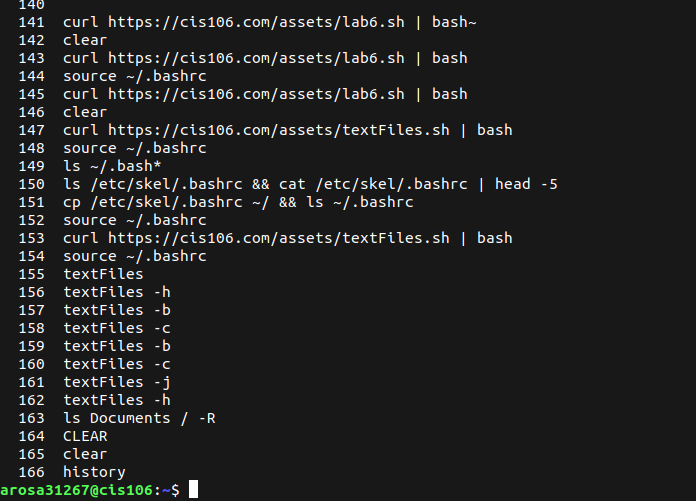 140
141 curl https://cis106.com/assets/lab6.sh | bash~
142 clear
143 curl https://cis106.com/assets/lab6.sh | bash
144 source ~/.bashrc
145 curl https://cis106.com/assets/lab6.sh | bash
146 clear
147 curl https://cis106.com/assets/textFiles.sh | bash
148 source ~/.bashrc
149 ls ~/.bash*
150 ls /etc/skel/.bashrc && cat /etc/skel/.bashrc | head -5
151 cp /etc/skel/.bashrc ~/ && ls ~/.bashrc
152 source ~/.bashrc
153 curl https://cis106.com/assets/textFiles.sh | bash
154 source ~/.bashrc
155 textFiles
156 textFiles -h
157 textFiles -b
158 textFiles -c
159 textFiles -b
160 textFiles -c
161 textFiles -j
162 textFiles -h
163 ls Documents / -R
164 CLEAR
165 clear
166 history
arosa31267@cis106:~$